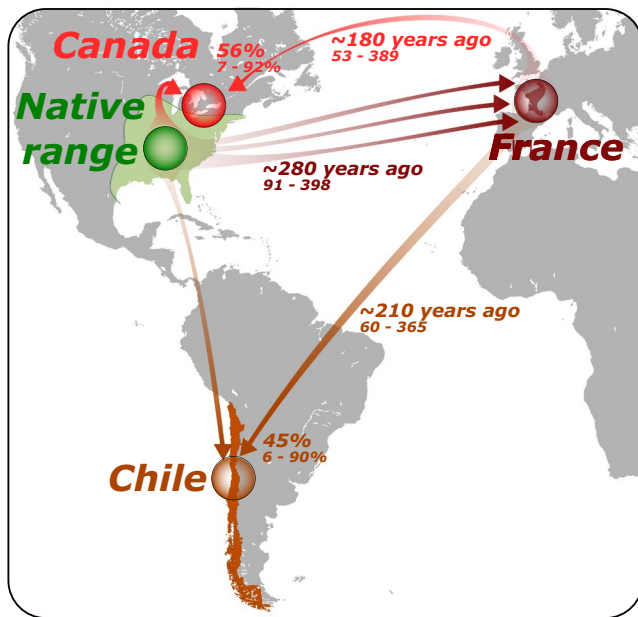 Canada
56%
7 - 92%
~180 years ago
53 - 389
Native
range
France
~280 years ago
91 - 398
~210 years ago
60 - 365
45%
6 - 90%
Chile